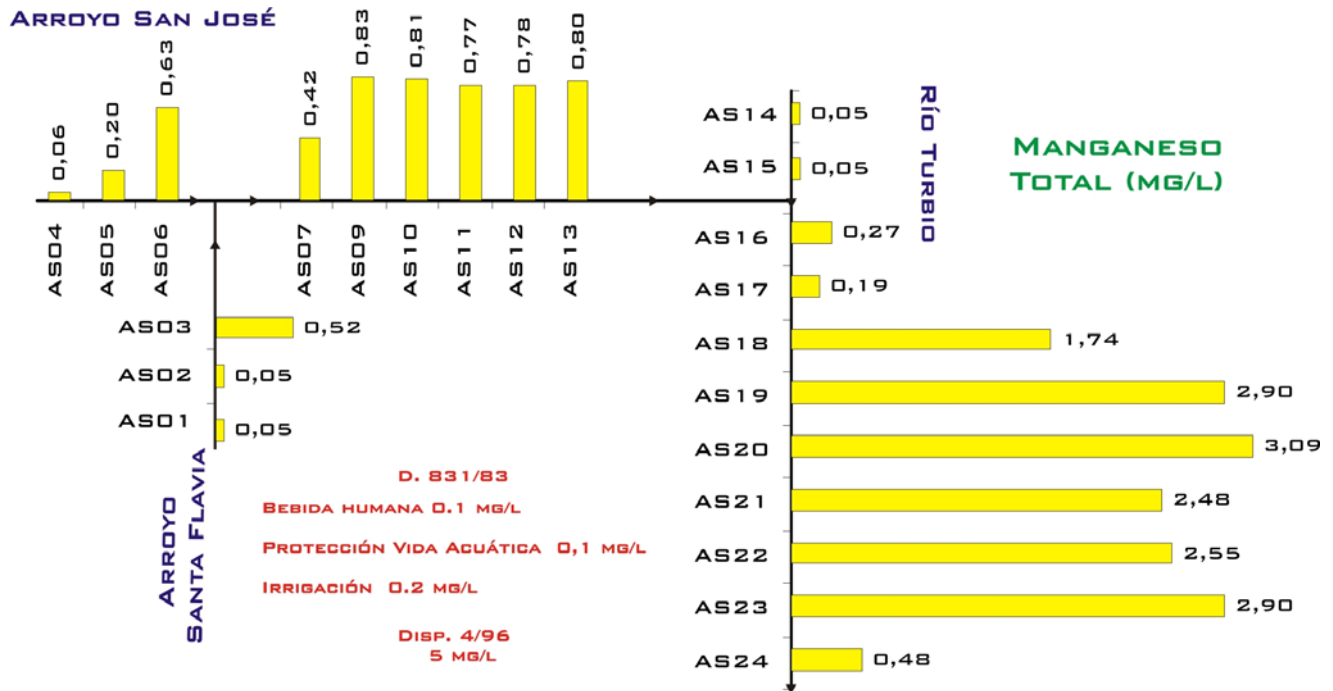 ARROYO SAN JOSÉ
0,06
0,20
0,63
0,42
0,83
0,81
0,77
0,78
0,80
AS04
AS05
AS06
AS07
AS09
AS10
AS11
AS12
AS13
AS03 0,52
AS02 0,05
AS01 0,05
ARROYO
SANTA FLAVIA
D. 831/83
BEBIDA HUMANA 0.1 MG/L
PROTECCIÓN VIDA ACUÁTICA 0,1 MG/L
IRRIGACIÓN 0.2 MG/L
DISP. 4/96
5 MG/L
RÍO TURBIO
MANGANESO
TOTAL (MG/L)
AS14 0,05
AS15 0,05
AS16 0,27
AS17 0,19
AS18 1,74
AS19 2,90
AS20 3,09
AS21 2,48
AS22 2,55
AS23 2,90
AS24 0,48